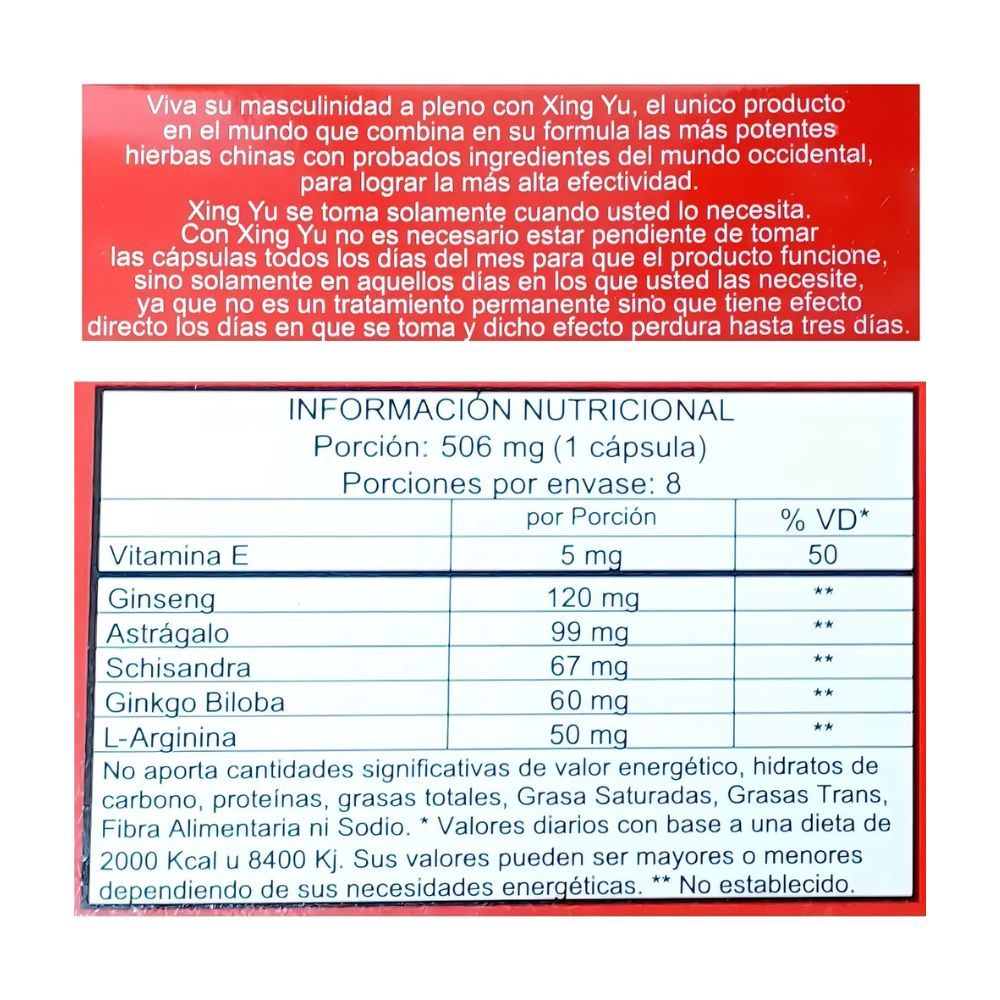 Viva su masculinidad a pleno con Xing Yu, el unico producto
en el mundo que combina en su formula las más potentes
hierbas chinas con probados ingredientes del mundo occidental,
para lograr la más alta efectividad.
Xing Yu se toma solamente cuando usted lo necesita.
Con Xing Yu no es necesario estar pendiente de tomar
las cápsulas todos los días del mes para que el producto funcione,
sino solamente en aquellos días en los que usted las necesite,
ya que no es un tratamiento permanente sino que tiene efecto
directo los días en que se toma y dicho efecto perdura hasta tres días.
INFORMACIÓN NUTRICIONAL
Porción: 506 mg (1 cápsula)
Porciones por envase: 8
por Porción % VD*
Vitamina E 5 mg 50
Ginseng 120 mg **
Astrágalo 99 mg **
Schisandra 67 mg **
Ginkgo Biloba 60 mg **
L-Arginina 50 mg **
No aporta cantidades significativas de valor energético, hidratos de
carbono, proteínas, grasas totales, Grasa Saturadas, Grasas Trans,
Fibra Alimentaria ni Sodio. * Valores diarios con base a una dieta de
2000 Kcal u 8400 Kj. Sus valores pueden ser mayores o menores
dependiendo de sus necesidades energéticas. ** No establecido.